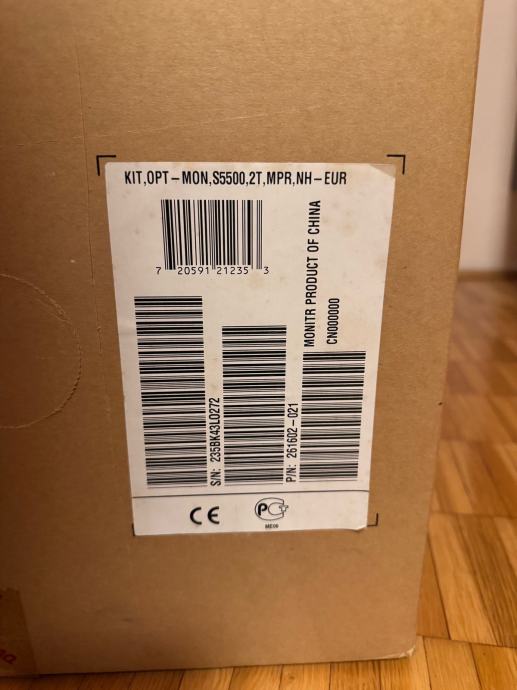 KIT,OPT-MON,S5500,2T,MPR,NH-EUR
7 20591 21235 3
MONITR PRODUCT OF CHINA
CN000000
S/N: 235BK43LO272
P/N: 261602-021
CE
PC+
ME06